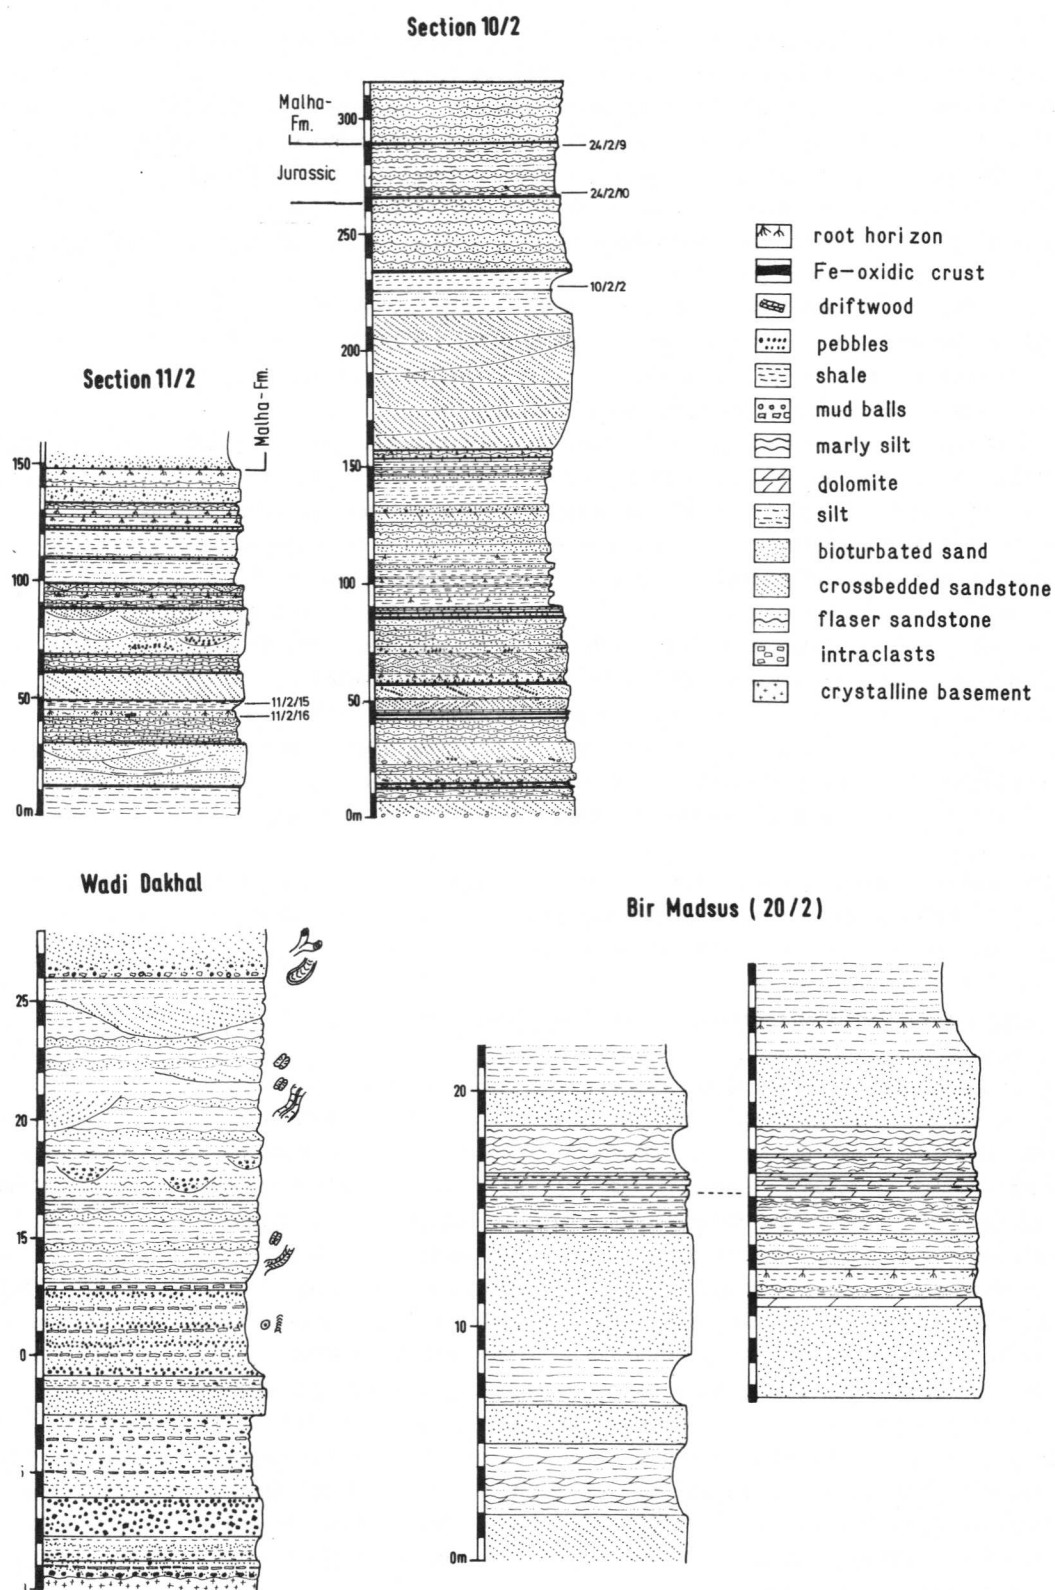 Section 10/2
Malha-
Fm.
Jurassic
300
250
200
150
100
50
0m
24/2/9
24/2/10
10/2/2
Section 11/2
Malha-Fm.
150
100
50
0m
11/2/15
11/2/16
root horizon
Fe-oxidic crust
driftwood
pebbles
shale
mud balls
marly silt
dolomite
silt
bioturbated sand
crossbedded sandstone
flaser sandstone
intraclasts
crystalline basement
Wadi Dakhal
25
20
15
0
Bir Madsus (20/2)
20
10
0m